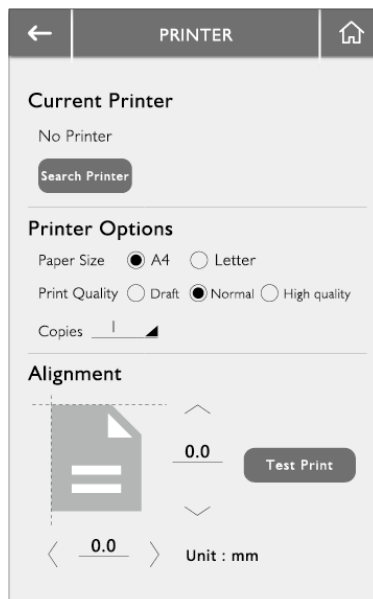 PRINTER
Current Printer
No Printer
Search Printer
Printer Options
Paper Size A4 Letter
Print Quality Draft Normal High quality
Copies 1
Alignment
0.0
Test Print
0.0 Unit : mm